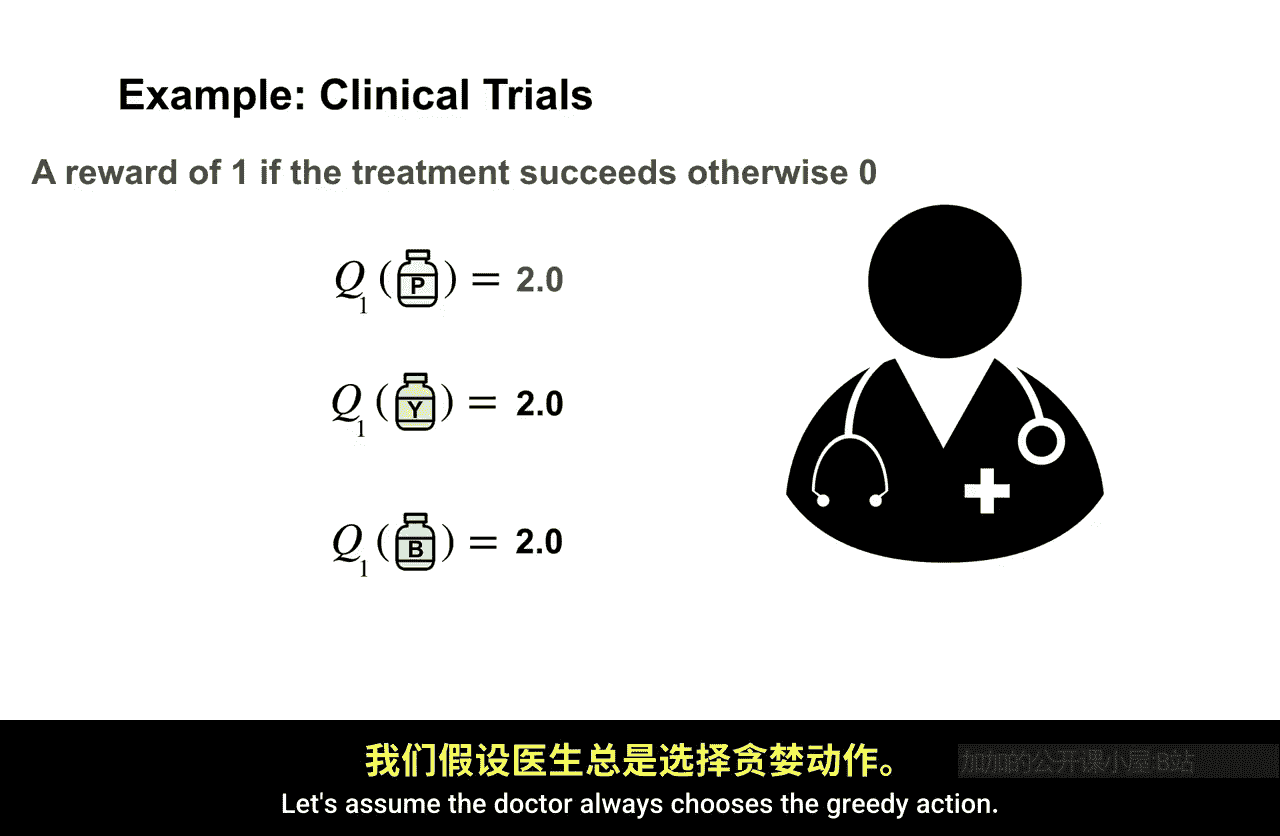 Example: Clinical Trials
A reward of 1 if the treatment succeeds otherwise 0
Q1 (P) = 2.0
Q1 (Y) = 2.0
Q1 (B) = 2.0
我们假设医生总是选择贪婪动作。
加加的公开课小屋:B站
Let's assume the doctor always chooses the greedy action.